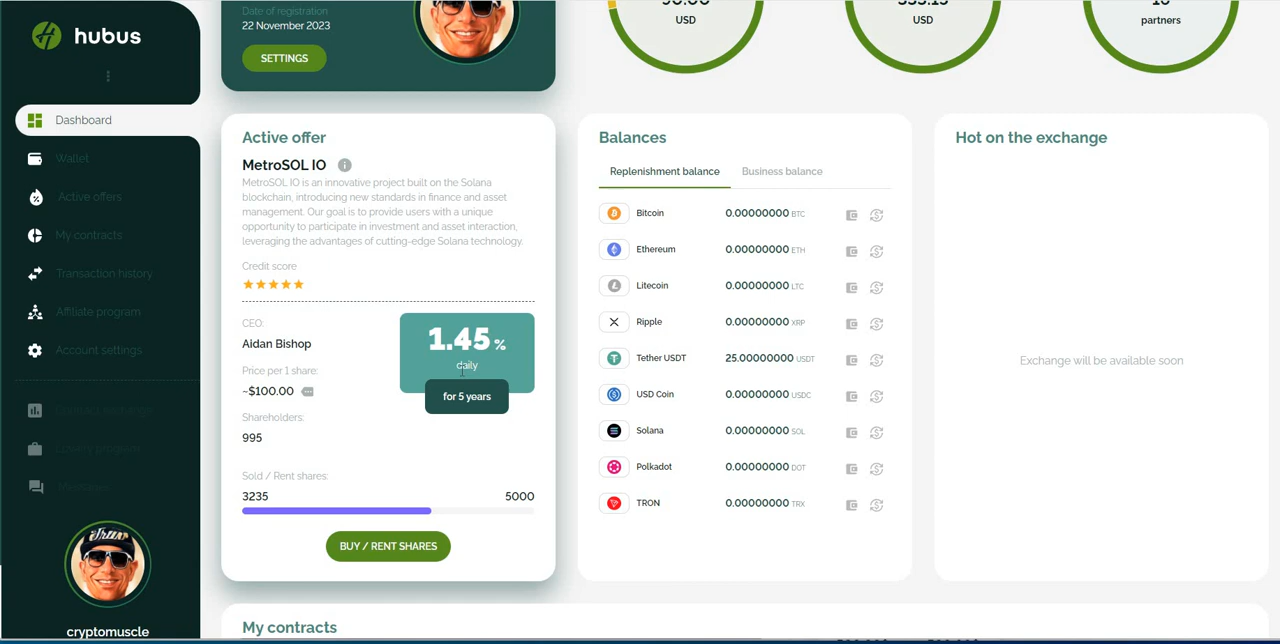 hubus
Dashboard
Wallet
Active offers
My contracts
Transaction history
Affiliate program
Account settings
cryptomuscle
Date of registration
22 November 2023
SETTINGS
USD
USD
partners
Active offer
MetroSOL IO
MetroSOL IO is an innovative project built on the Solana
blockchain, introducing new standards in finance and asset
management. Our goal is to provide users with a unique
opportunity to participate in investment and asset interaction,
leveraging the advantages of cutting-edge Solana technology.
Credit score
CEO:
Aidan Bishop
1.45 %
daily
for 5 years
Price per 1 share:
~$100.00
Shareholders:
995
Sold / Rent shares:
3235 5000
BUY / RENT SHARES
Balances
Replenishment balance Business balance
Bitcoin 0.00000000 BTC
Ethereum 0.00000000 ETH
Litecoin 0.00000000 LTC
Ripple 0.00000000 XRP
Tether USDT 25.00000000 USDT
USD Coin 0.00000000 USDC
Solana 0.00000000 SOL
Polkadot 0.00000000 DOT
TRON 0.00000000 TRX
Hot on the exchange
Exchange will be available soon
My contracts